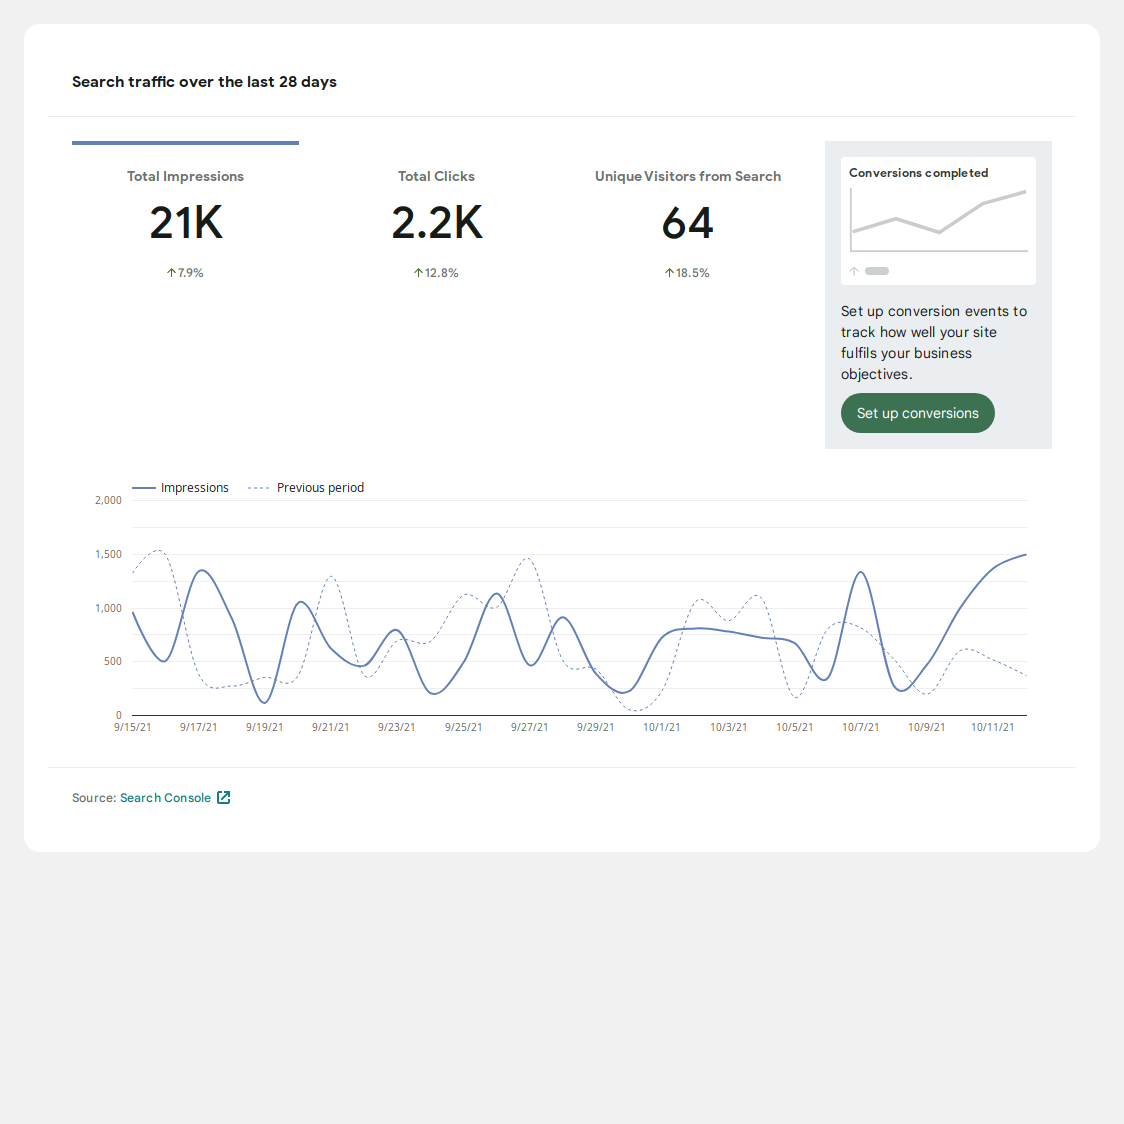 Search traffic over the last 28 days
Total Impressions
21K
7.9%
Total Clicks
2.2K
12.8%
Unique Visitors from Search
64
18.5%
Conversions completed
Set up conversion events to
track how well your site
fulfils your business
objectives.
Set up conversions
Impressions
Previous period
2,000
1,500
1,000
500
0
9/15/21 9/17/21 9/19/21 9/21/21 9/23/21 9/25/21 9/27/21 9/29/21 10/1/21 10/3/21 10/5/21 10/7/21 10/9/21 10/11/21
Source: Search Console